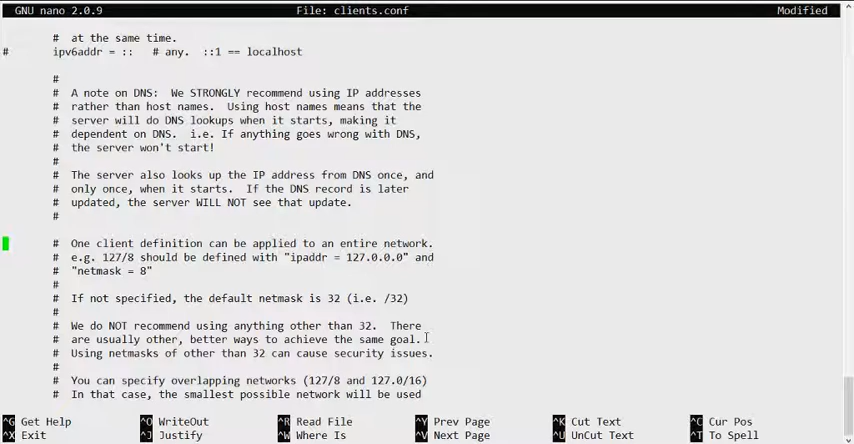 GNU nano 2.0.9 File: clients.conf Modified
# at the same time.
# ipv6addr = :: # any. ::1 == localhost
#
# A note on DNS: We STRONGLY recommend using IP addresses
# rather than host names. Using host names means that the
# server will do DNS lookups when it starts, making it
# dependent on DNS. i.e. If anything goes wrong with DNS,
# the server won't start!
#
# The server also looks up the IP address from DNS once, and
# only once, when it starts. If the DNS record is later
# updated, the server WILL NOT see that update.
#
# One client definition can be applied to an entire network.
# e.g. 127/8 should be defined with "ipaddr = 127.0.0.0" and
# "netmask = 8"
#
# If not specified, the default netmask is 32 (i.e. /32)
#
# We do NOT recommend using anything other than 32. There
# are usually other, better ways to achieve the same goal.
# Using netmasks of other than 32 can cause security issues.
#
# You can specify overlapping networks (127/8 and 127.0/16)
# In that case, the smallest possible network will be used
^G Get Help ^O WriteOut ^R Read File ^Y Prev Page ^K Cut Text ^C Cur Pos
^X Exit ^J Justify ^W Where Is ^V Next Page ^U UnCut Text ^T To Spell